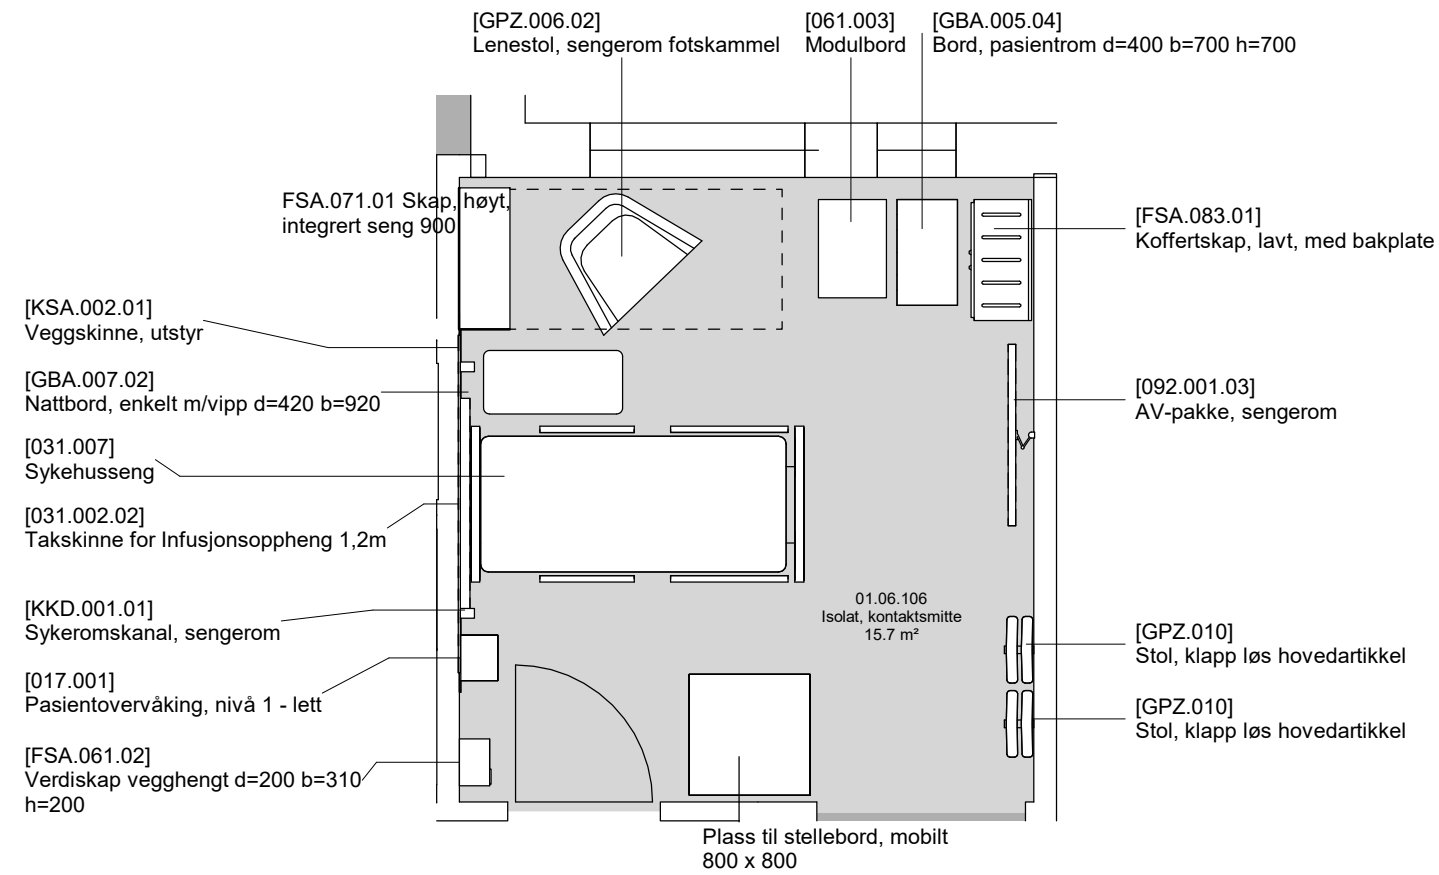 [GPZ.006.02]
Lenestol, sengerom fotskammel
[061.003]
Modulbord
[GBA.005.04]
Bord, pasientrom d=400 b=700 h=700
FSA.071.01 Skap, høyt,
integrert seng 900
[FSA.083.01]
Koffertskap, lavt, med bakplate
[KSA.002.01]
Veggskinne, utstyr
[GBA.007.02]
Nattbord, enkelt m/vipp d=420 b=920
[092.001.03]
AV-pakke, sengerom
[031.007]
Sykehusseng
[031.002.02]
Takskinne for Infusjonsoppheng 1,2m
[KKD.001.01]
Sykeromskanal, sengerom
01.06.106
Isolat, kontaktsmitte
15.7 m²
[GPZ.010]
Stol, klapp løs hovedartikkel
[017.001]
Pasientovervåking, nivå 1 - lett
[GPZ.010]
Stol, klapp løs hovedartikkel
[FSA.061.02]
Verdiskap vegghengt d=200 b=310
h=200
Plass til stellebord, mobilt
800 x 800